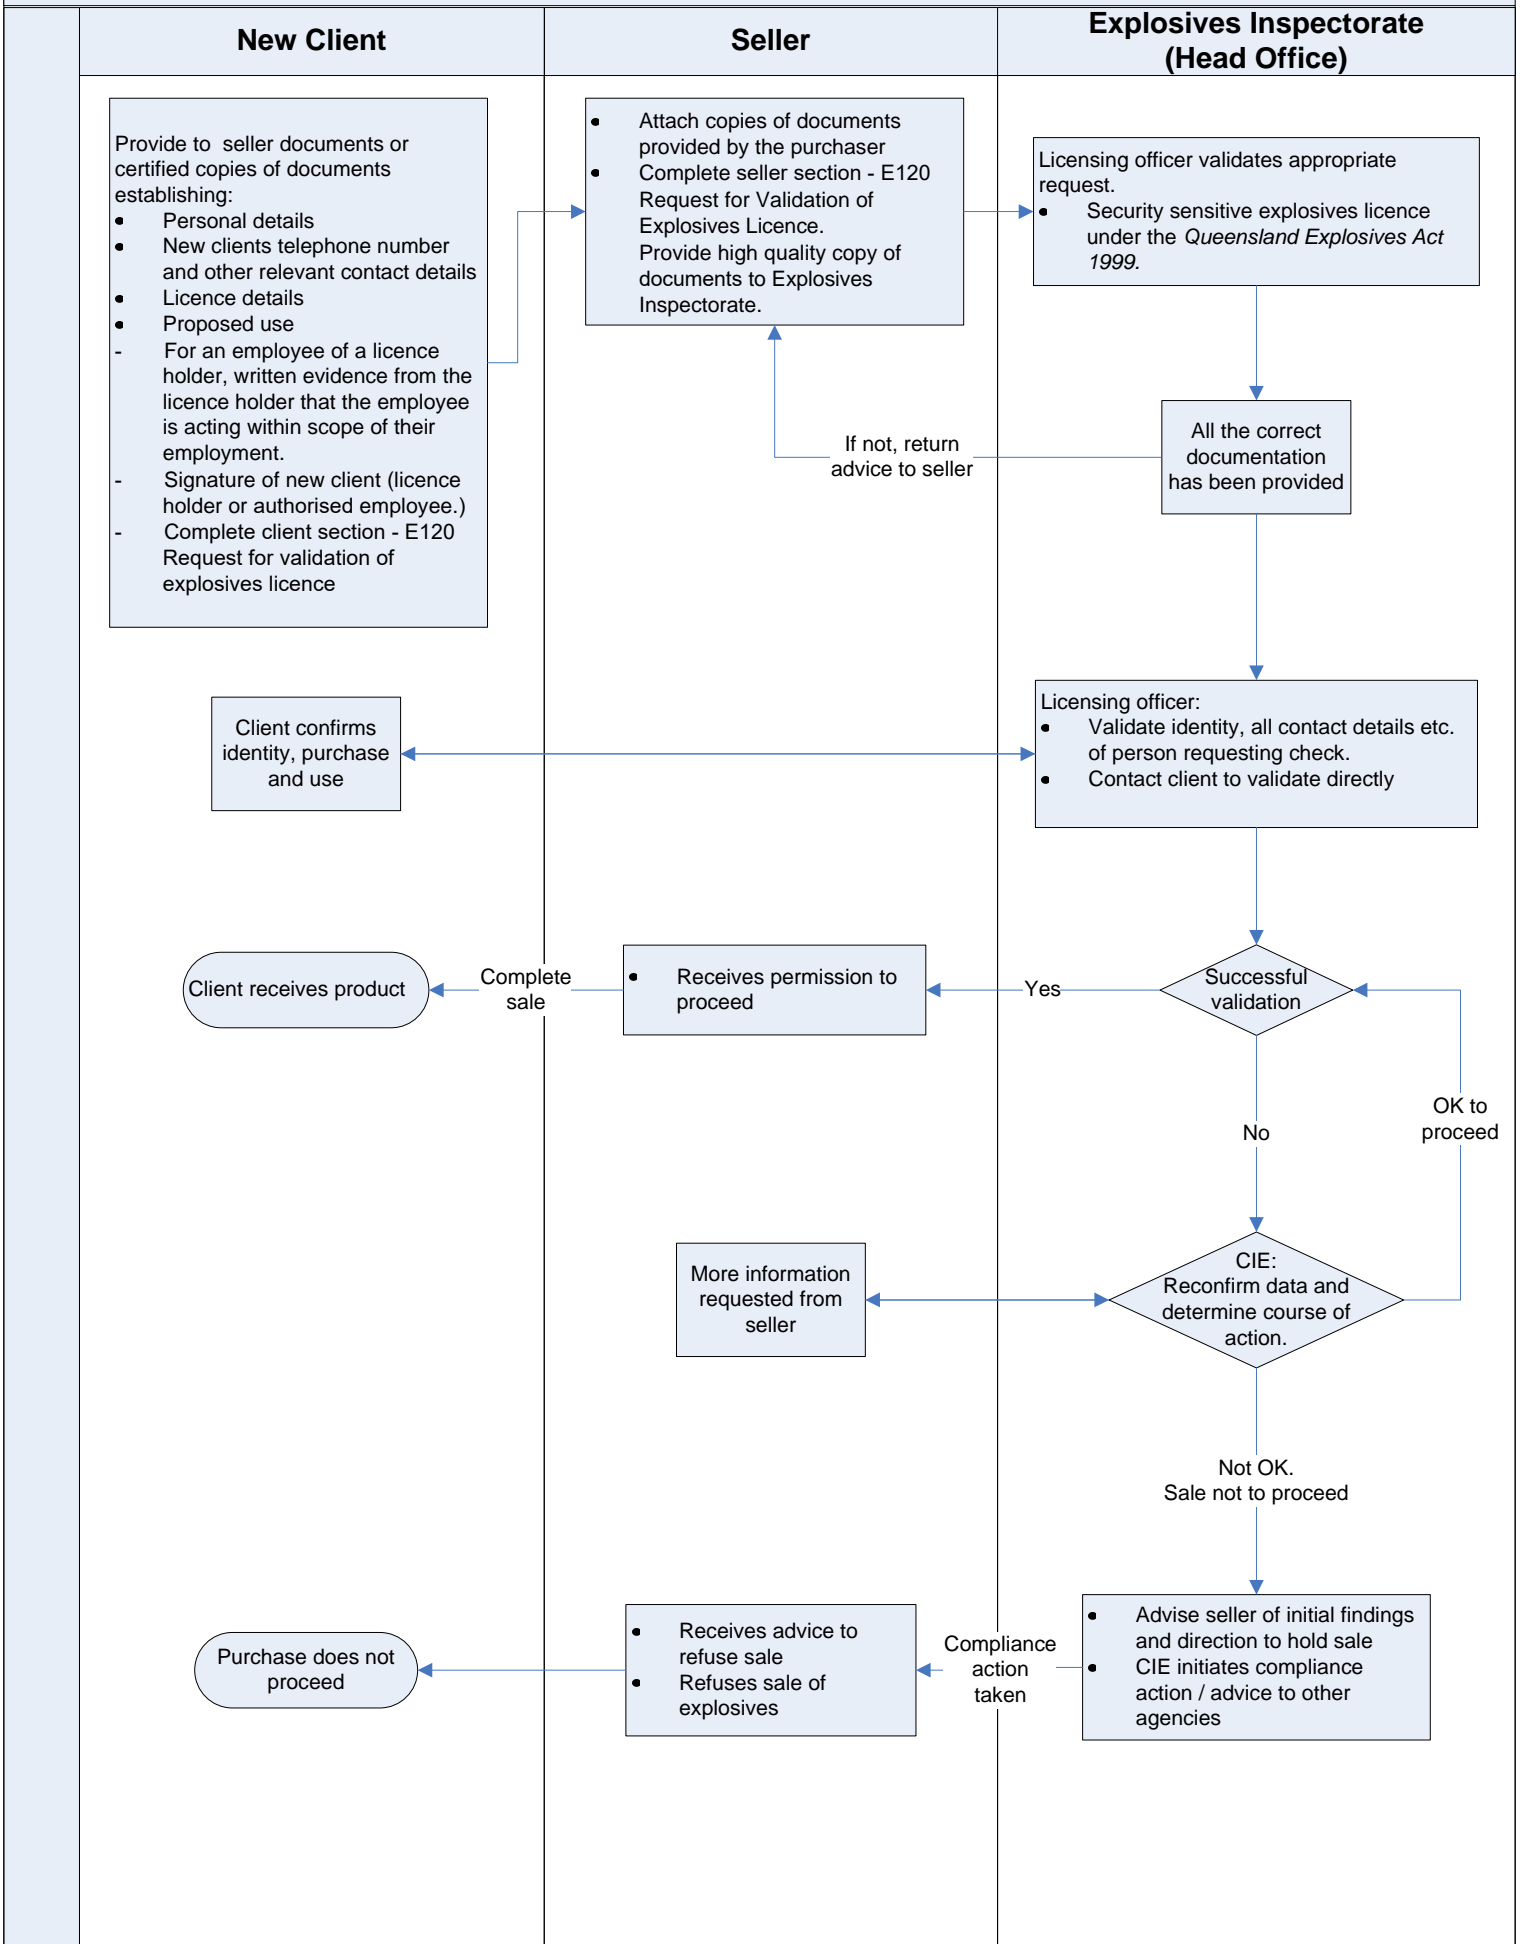 New Client
Seller
Explosives Inspectorate
(Head Office)
Provide to  seller documents or
certified copies of documents
establishing:
• Personal details
• New clients telephone number
and other relevant contact details
• Licence details
• Proposed use
- For an employee of a licence
holder, written evidence from the
licence holder that the employee
is acting within scope of their
employment.
- Signature of new client (licence
holder or authorised employee.)
- Complete client section - E120
Request for validation of
explosives licence
• Attach copies of documents
provided by the purchaser
• Complete seller section - E120
Request for Validation of
Explosives Licence.
Provide high quality copy of
documents to Explosives
Inspectorate.
Licensing officer validates appropriate
request.
• Security sensitive explosives licence
under the Queensland Explosives Act
1999.
If not, return
advice to seller
All the correct
documentation
has been provided
Client confirms
identity, purchase
and use
Licensing officer:
• Validate identity, all contact details etc.
of person requesting check.
• Contact client to validate directly
Client receives product
Complete
sale
• Receives permission to
proceed
Yes
Successful
validation
No
OK to
proceed
More information
requested from
seller
CIE:
Reconfirm data and
determine course of
action.
Not OK.
Sale not to proceed
Purchase does not
proceed
• Receives advice to
refuse sale
• Refuses sale of
explosives
Compliance
action
taken
• Advise seller of initial findings
and direction to hold sale
• CIE initiates compliance
action / advice to other
agencies